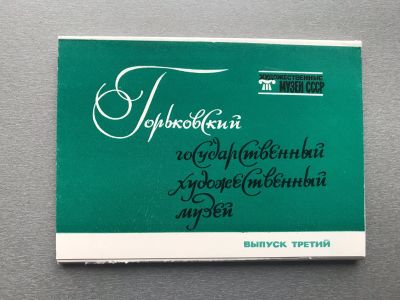 ХУДОЖЕСТВЕННЫЕ
МУЗЕИ СССР
Горьковский
государственный
художественный
музей
ВЫПУСК ТРЕТИЙ